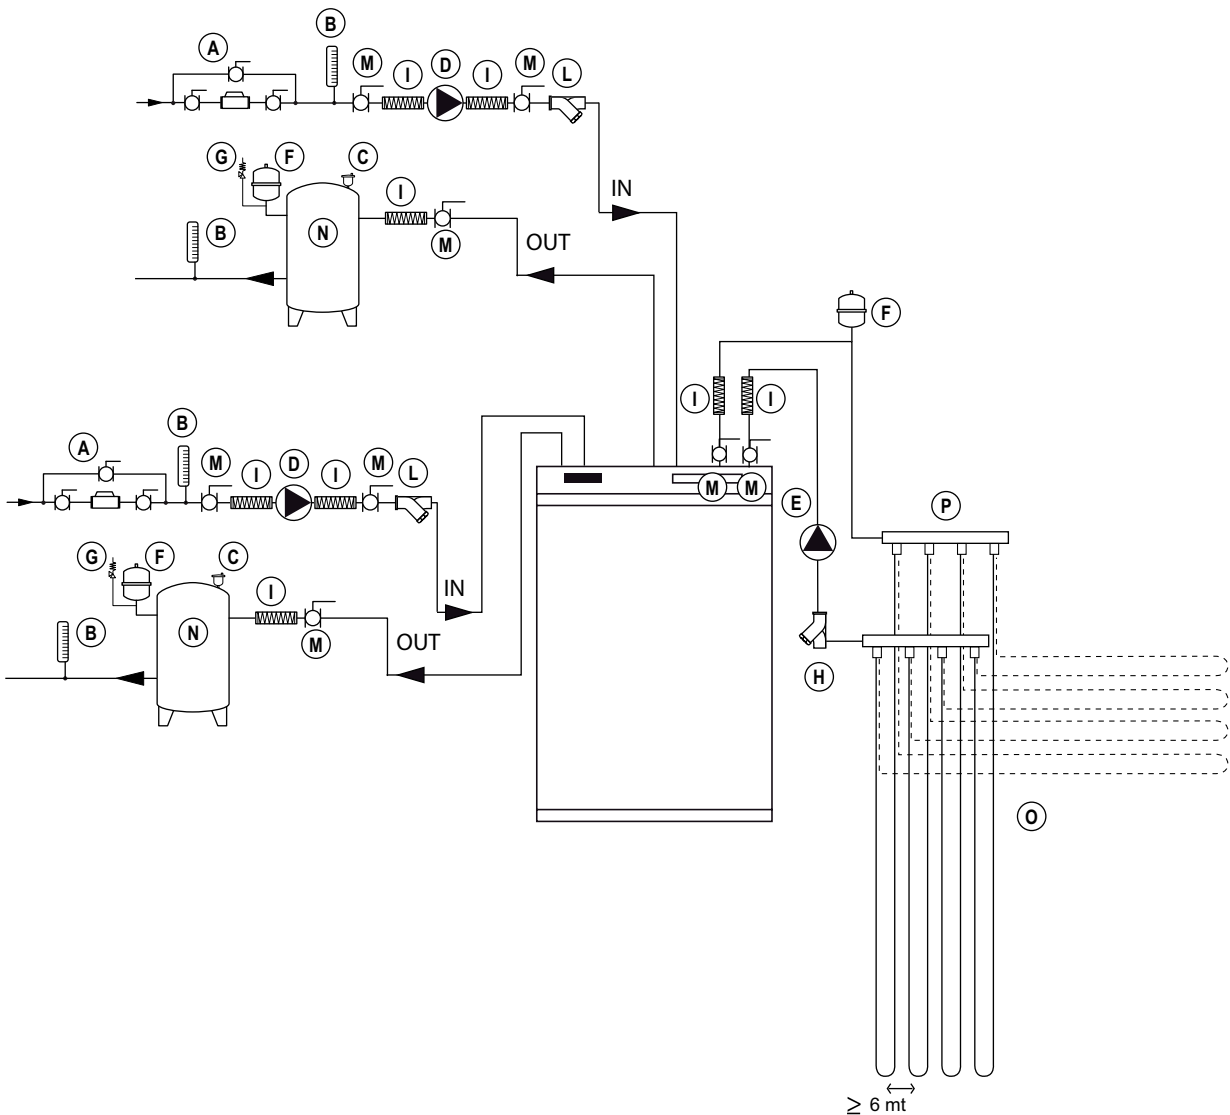 B
A M I D I M L
G F C
I IN
B N M OUT
F
I I
B
A M I D I M L
M M
E P
G F C
I IN
B N M OUT
H
O
≥ 6 mt